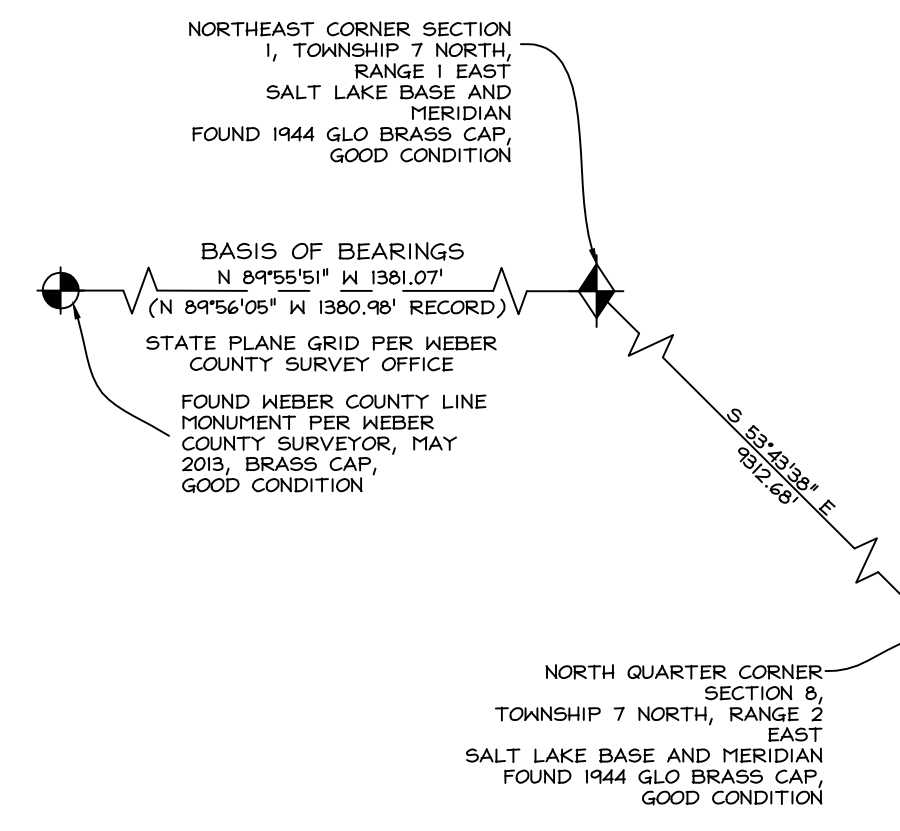 NORTHEAST CORNER SECTION
1, TOWNSHIP 7 NORTH,
RANGE 1 EAST
SALT LAKE BASE AND
MERIDIAN
FOUND 1944 GLO BRASS CAP,
GOOD CONDITION
BASIS OF BEARINGS
N 89°55'51" W 1381.07'
(N 89°56'05" W 1380.98' RECORD)
STATE PLANE GRID PER WEBER
COUNTY SURVEY OFFICE
FOUND WEBER COUNTY LINE
MONUMENT PER WEBER
COUNTY SURVEYOR, MAY
2013, BRASS CAP,
GOOD CONDITION
S 53°43'38" E
9312.68'
NORTH QUARTER CORNER
SECTION 8,
TOWNSHIP 7 NORTH, RANGE 2
EAST
SALT LAKE BASE AND MERIDIAN
FOUND 1944 GLO BRASS CAP,
GOOD CONDITION